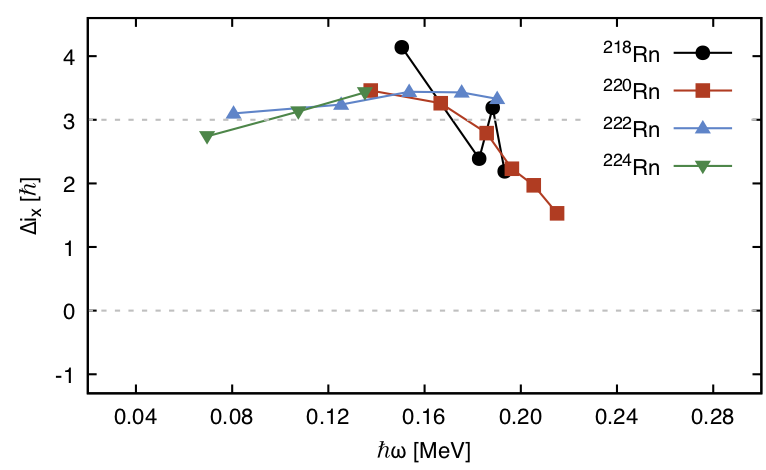 4
3
2
1
0
-1
Δiₓ [ℏ]
0.04 0.08 0.12 0.16 0.20 0.24 0.28
ℏω [MeV]
²¹⁸Rn
²²⁰Rn
²²²Rn
²²⁴Rn